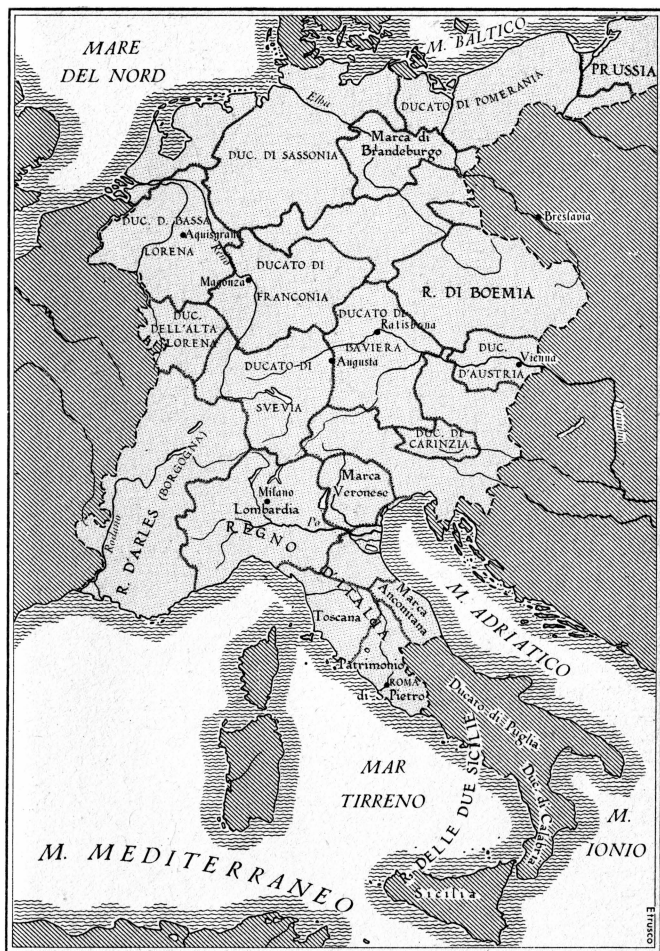 MARE
DEL NORD
M. BALTICO
PRUSSIA
Elba
DUCATO DI POMERANIA
Marca di
Brandeburgo
DUC. DI SASSONIA
Breslavia
DUC. D. BASSA
LORENA
Aquisgrana
Reno
Magonza
DUCATO DI
FRANCONIA
R. DI BOEMIA
DUC.
DELL'ALTA
LORENA
DUCATO DI
BAVIERA
Ratisbona
DUCATO DI
SVEVIA
Augusta
DUC.
D'AUSTRIA
Vienna
Danubio
DUC. DI
CARINZIA
R. D'ARLES (BORGOGNA)
Rodano
Milano
Lombardia
Marca
Veronese
Po
REGNO
D'ITALIA
Toscana
Marca
Anconitana
M. ADRIATICO
Patrimonio
di S. Pietro
ROMA
Ducato di Puglia
MAR
TIRRENO
R. DELLE DUE SICILIE
Duc. di Calabria
M.
IONIO
M. MEDITERRANEO
Sicilia
Etrusco